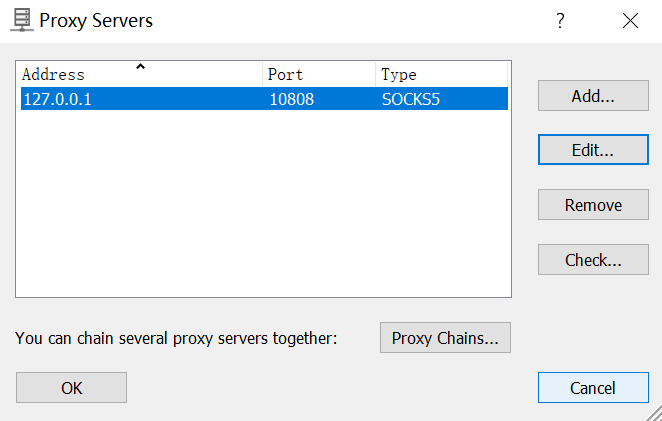 Proxy Servers
Address Port Type
127.0.0.1 10808 SOCKS5
Add...
Edit...
Remove
Check...
You can chain several proxy servers together: Proxy Chains...
OK Cancel